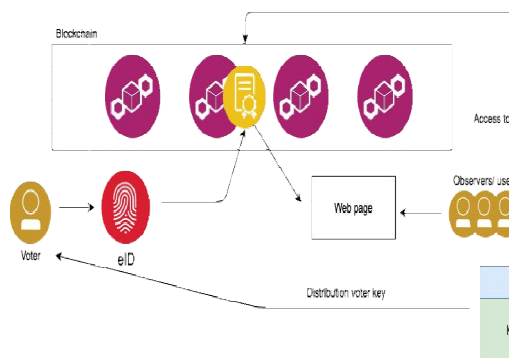 Blockchain
Access to
Observers/ use
Web page
Voter
eID
Distribution voter key